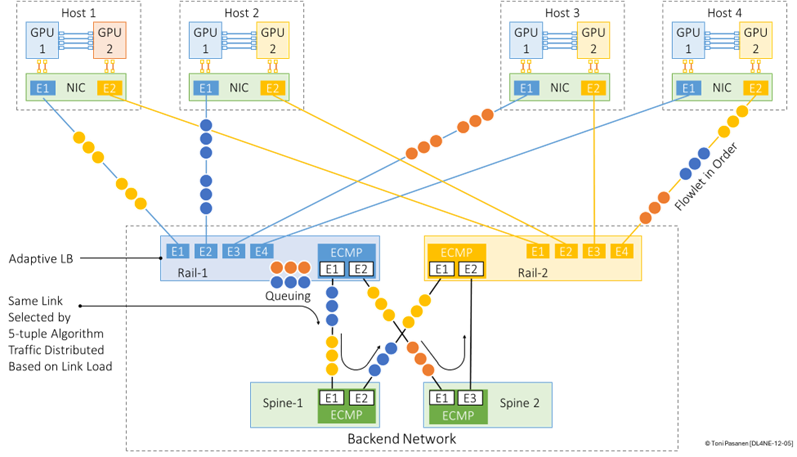 Host 1
Host 2
Host 3
Host 4
GPU
1
GPU
2
GPU
1
GPU
2
GPU
1
GPU
2
GPU
1
GPU
2
E1 NIC E2
E1 NIC E2
E1 NIC E2
E1 NIC E2
Flowlet in Order
E1 E2 E3 E4
ECMP
E1 E2
Rail-1
Queuing
ECMP
E1 E2
E1 E2 E3 E4
Rail-2
Adaptive LB
Same Link
Selected by
5-tuple Algorithm
Traffic Distributed
Based on Link Load
Spine-1
E1 E2
ECMP
E1 E3
ECMP
Spine 2
Backend Network
© Toni Pasanen [DL4NE-12-05]